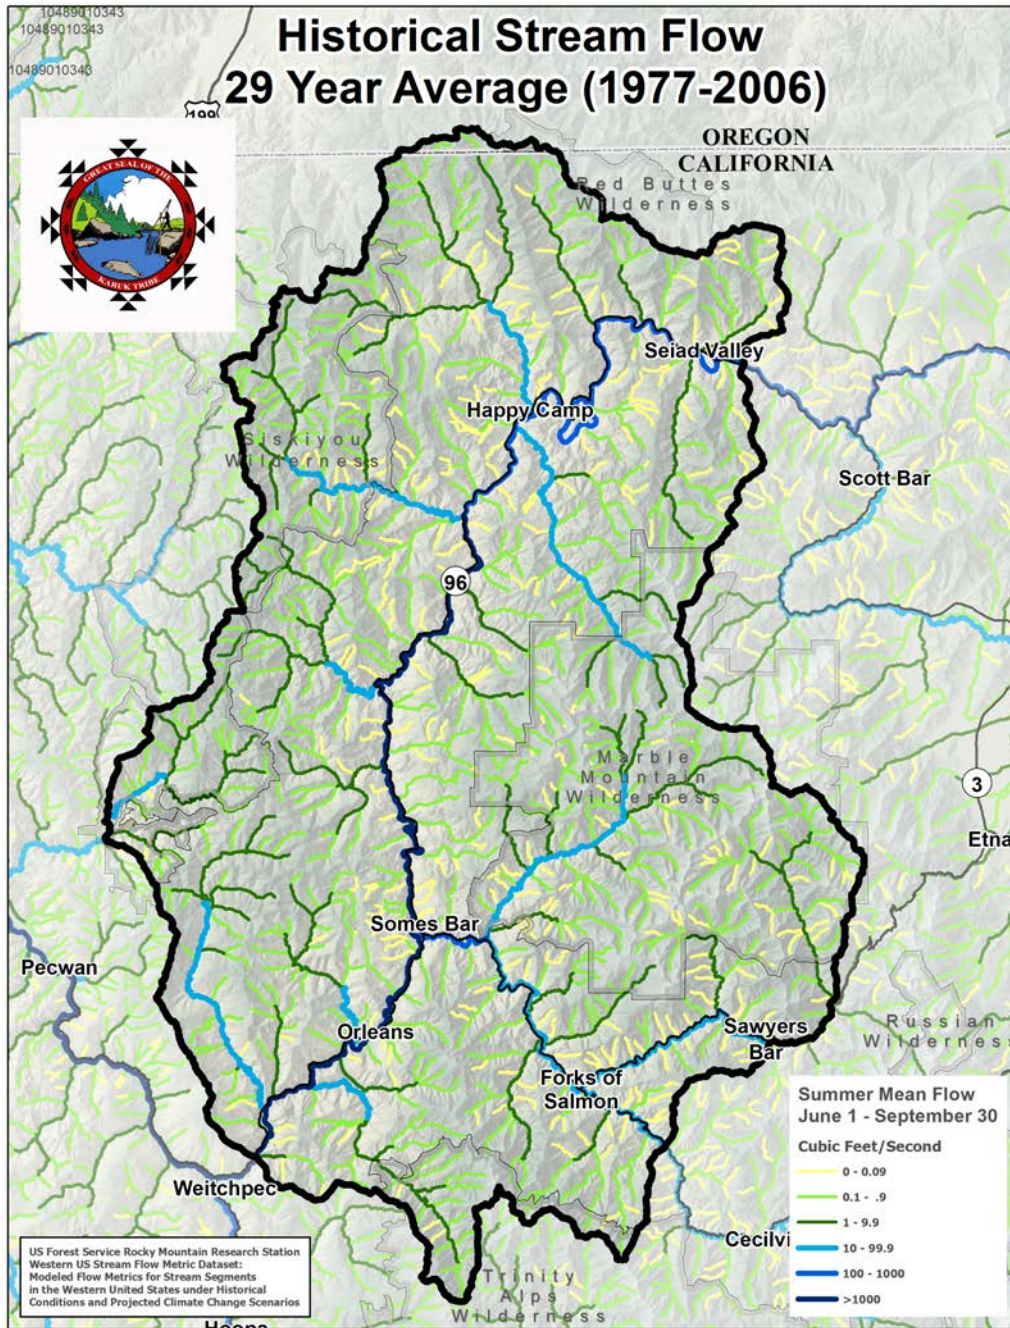 10489010343
10489010343
10489010343
Historical Stream Flow
29 Year Average (1977-2006)
199
OREGON
CALIFORNIA
GREAT SEAL OF THE
KARUK TRIBE
Red Buttes
Wilderness
Seiad Valley
Happy Camp
Siskiyou
Wilderness
Scott Bar
96
Marble
Mountain
Wilderness
3
Etna
Somes Bar
Pecwan
Orleans
Sawyers
Bar
Russian
Wilderness
Forks of
Salmon
Weitchpec
Cecilvi
Trinity
Alps
Wilderness
Hoopa
Summer Mean Flow
June 1 - September 30
Cubic Feet/Second
0 - 0.09
0.1 - .9
1 - 9.9
10 - 99.9
100 - 1000
>1000
US Forest Service Rocky Mountain Research Station
Western US Stream Flow Metric Dataset:
Modeled Flow Metrics for Stream Segments
in the Western United States under Historical
Conditions and Projected Climate Change Scenarios